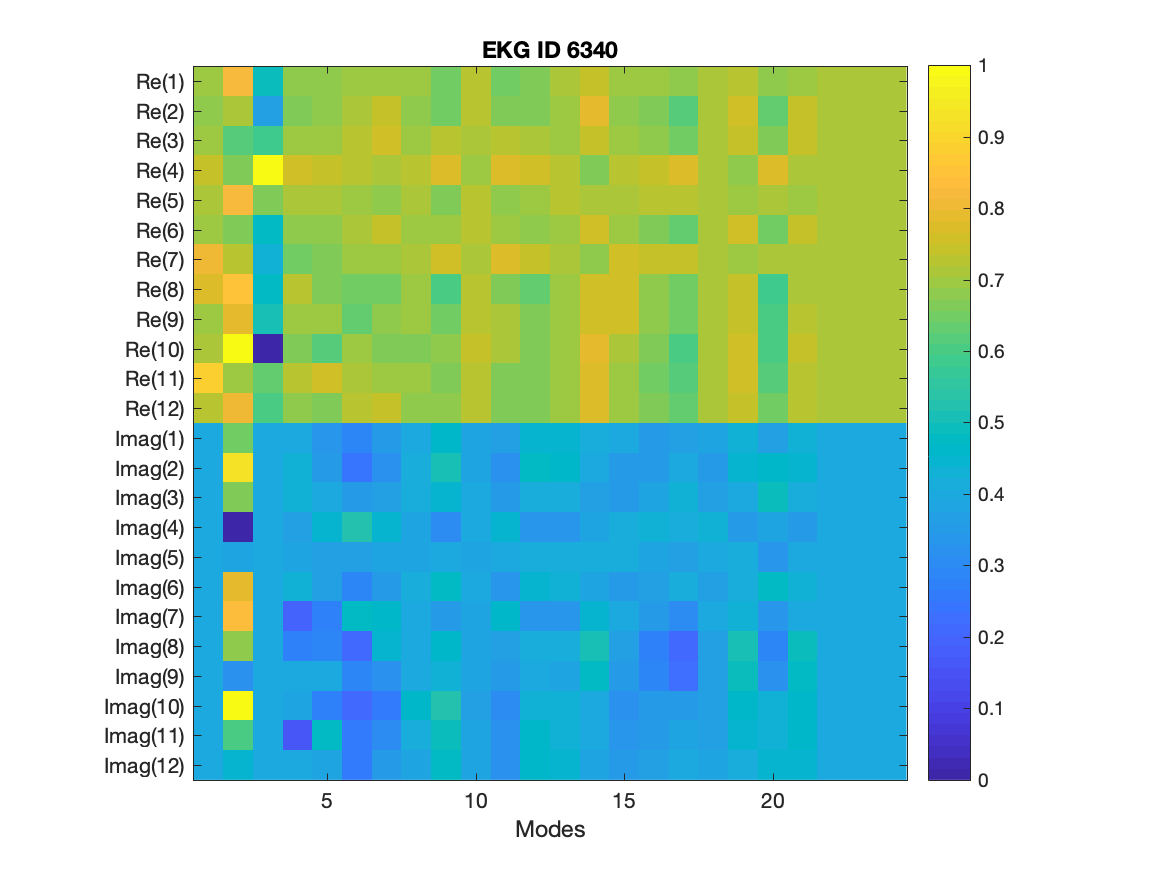 EKG ID 6340
Re(1)
Re(2)
Re(3)
Re(4)
Re(5)
Re(6)
Re(7)
Re(8)
Re(9)
Re(10)
Re(11)
Re(12)
Imag(1)
Imag(2)
Imag(3)
Imag(4)
Imag(5)
Imag(6)
Imag(7)
Imag(8)
Imag(9)
Imag(10)
Imag(11)
Imag(12)
5 10 15 20
Modes
1
0.9
0.8
0.7
0.6
0.5
0.4
0.3
0.2
0.1
0